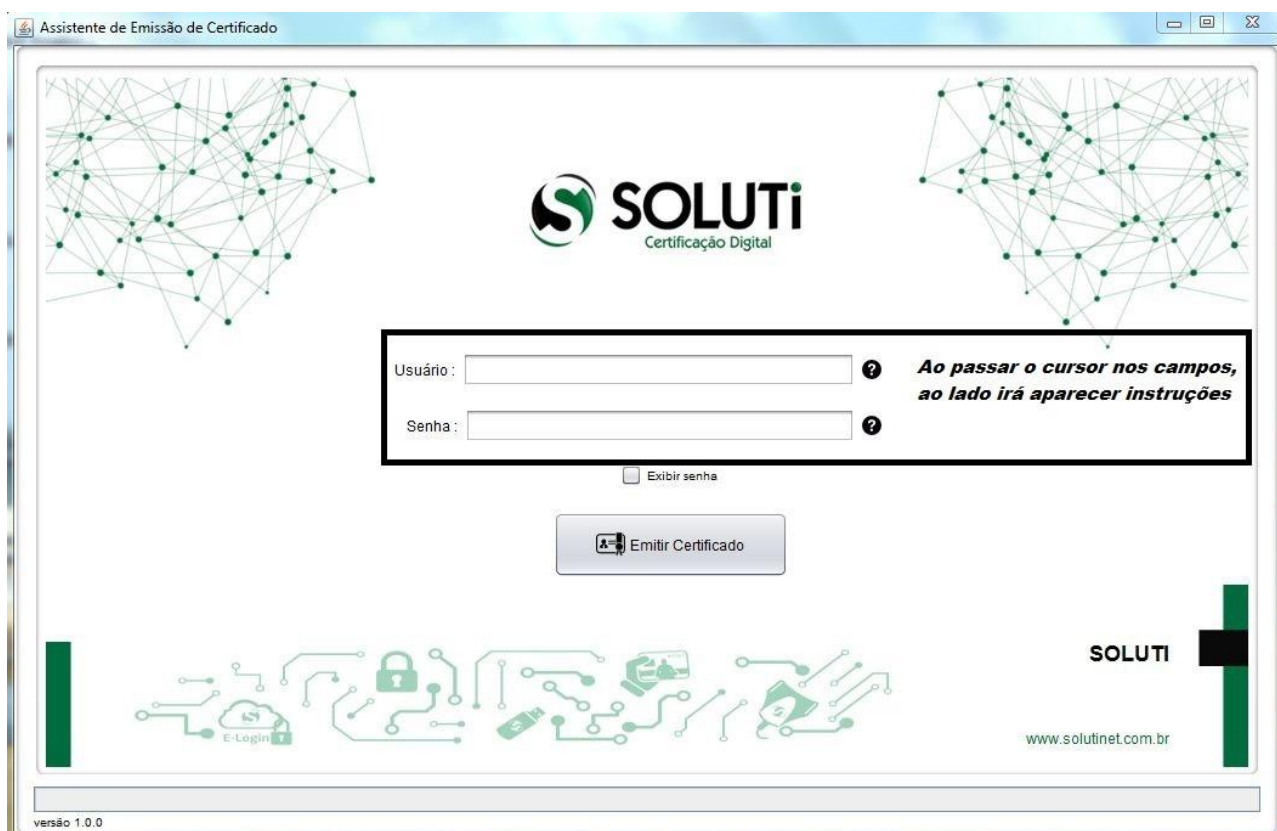 Assistente de Emissão de Certificado
SOLUTi
Certificação Digital
Usuário :
?
Ao passar o cursor nos campos,
ao lado irá aparecer instruções
Senha :
?
Exibir senha
Emitir Certificado
SOLUTI
E-Login
www.solutinet.com.br
versão 1.0.0